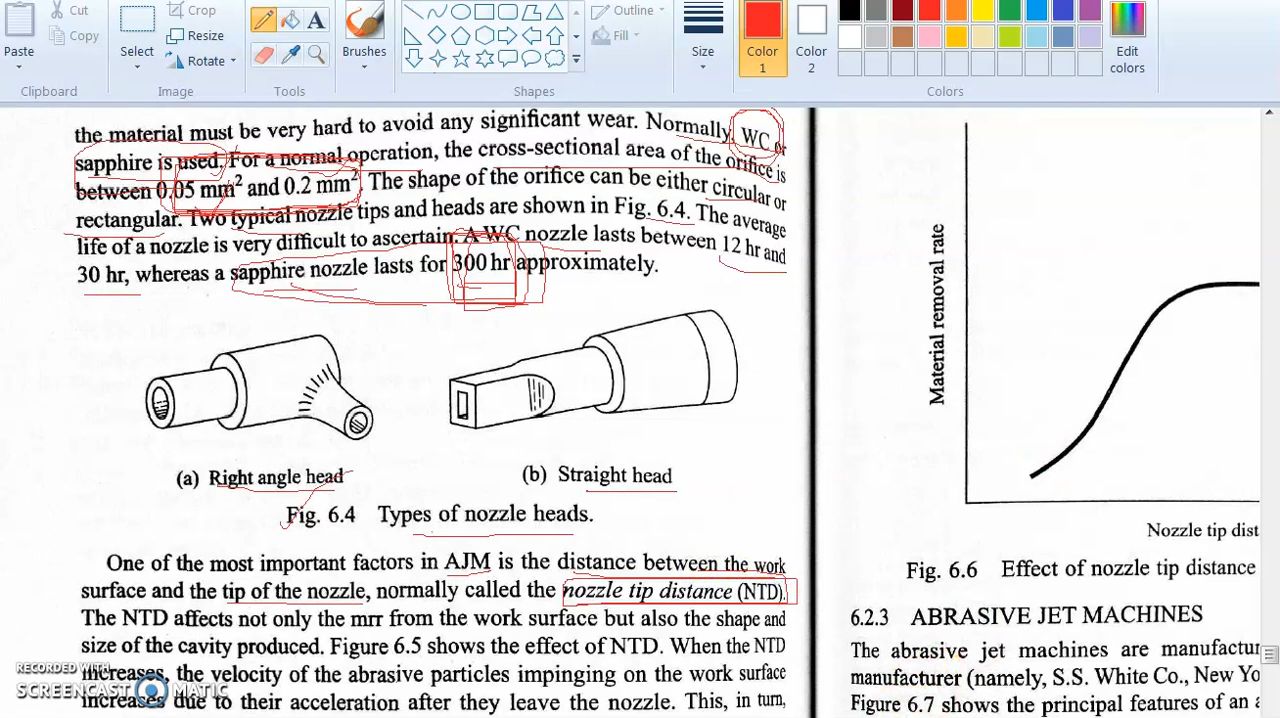 Cut
Crop
Copy
Resize
Rotate
Paste
Select
Brushes
Outline
Fill
Size
Color
1
Color
2
Edit
colors
Clipboard
Image
Tools
Shapes
Colors
the material must be very hard to avoid any significant wear. Normally, WC or
sapphire is used. For a normal operation, the cross-sectional area of the orifice is
between 0.05 mm² and 0.2 mm². The shape of the orifice can be either circular or
rectangular. Two typical nozzle tips and heads are shown in Fig. 6.4. The average
life of a nozzle is very difficult to ascertain. A WC nozzle lasts between 12 hr and
30 hr, whereas a sapphire nozzle lasts for 300 hr approximately.
(a) Right angle head
(b) Straight head
Fig. 6.4 Types of nozzle heads.
One of the most important factors in AJM is the distance between the work
surface and the tip of the nozzle, normally called the nozzle tip distance (NTD).
The NTD affects not only the mrr from the work surface but also the shape and
size of the cavity produced. Figure 6.5 shows the effect of NTD. When the NTD
increases, the velocity of the abrasive particles impinging on the work surface
increases due to their acceleration after they leave the nozzle. This, in turn,
Material removal rate
Nozzle tip dist
Fig. 6.6 Effect of nozzle tip distance
6.2.3 ABRASIVE JET MACHINES
The abrasive jet machines are manufactur
manufacturer (namely, S.S. White Co., New Yo
Figure 6.7 shows the principal features of an a
RECORDED WITH
SCREENCAST MATIC